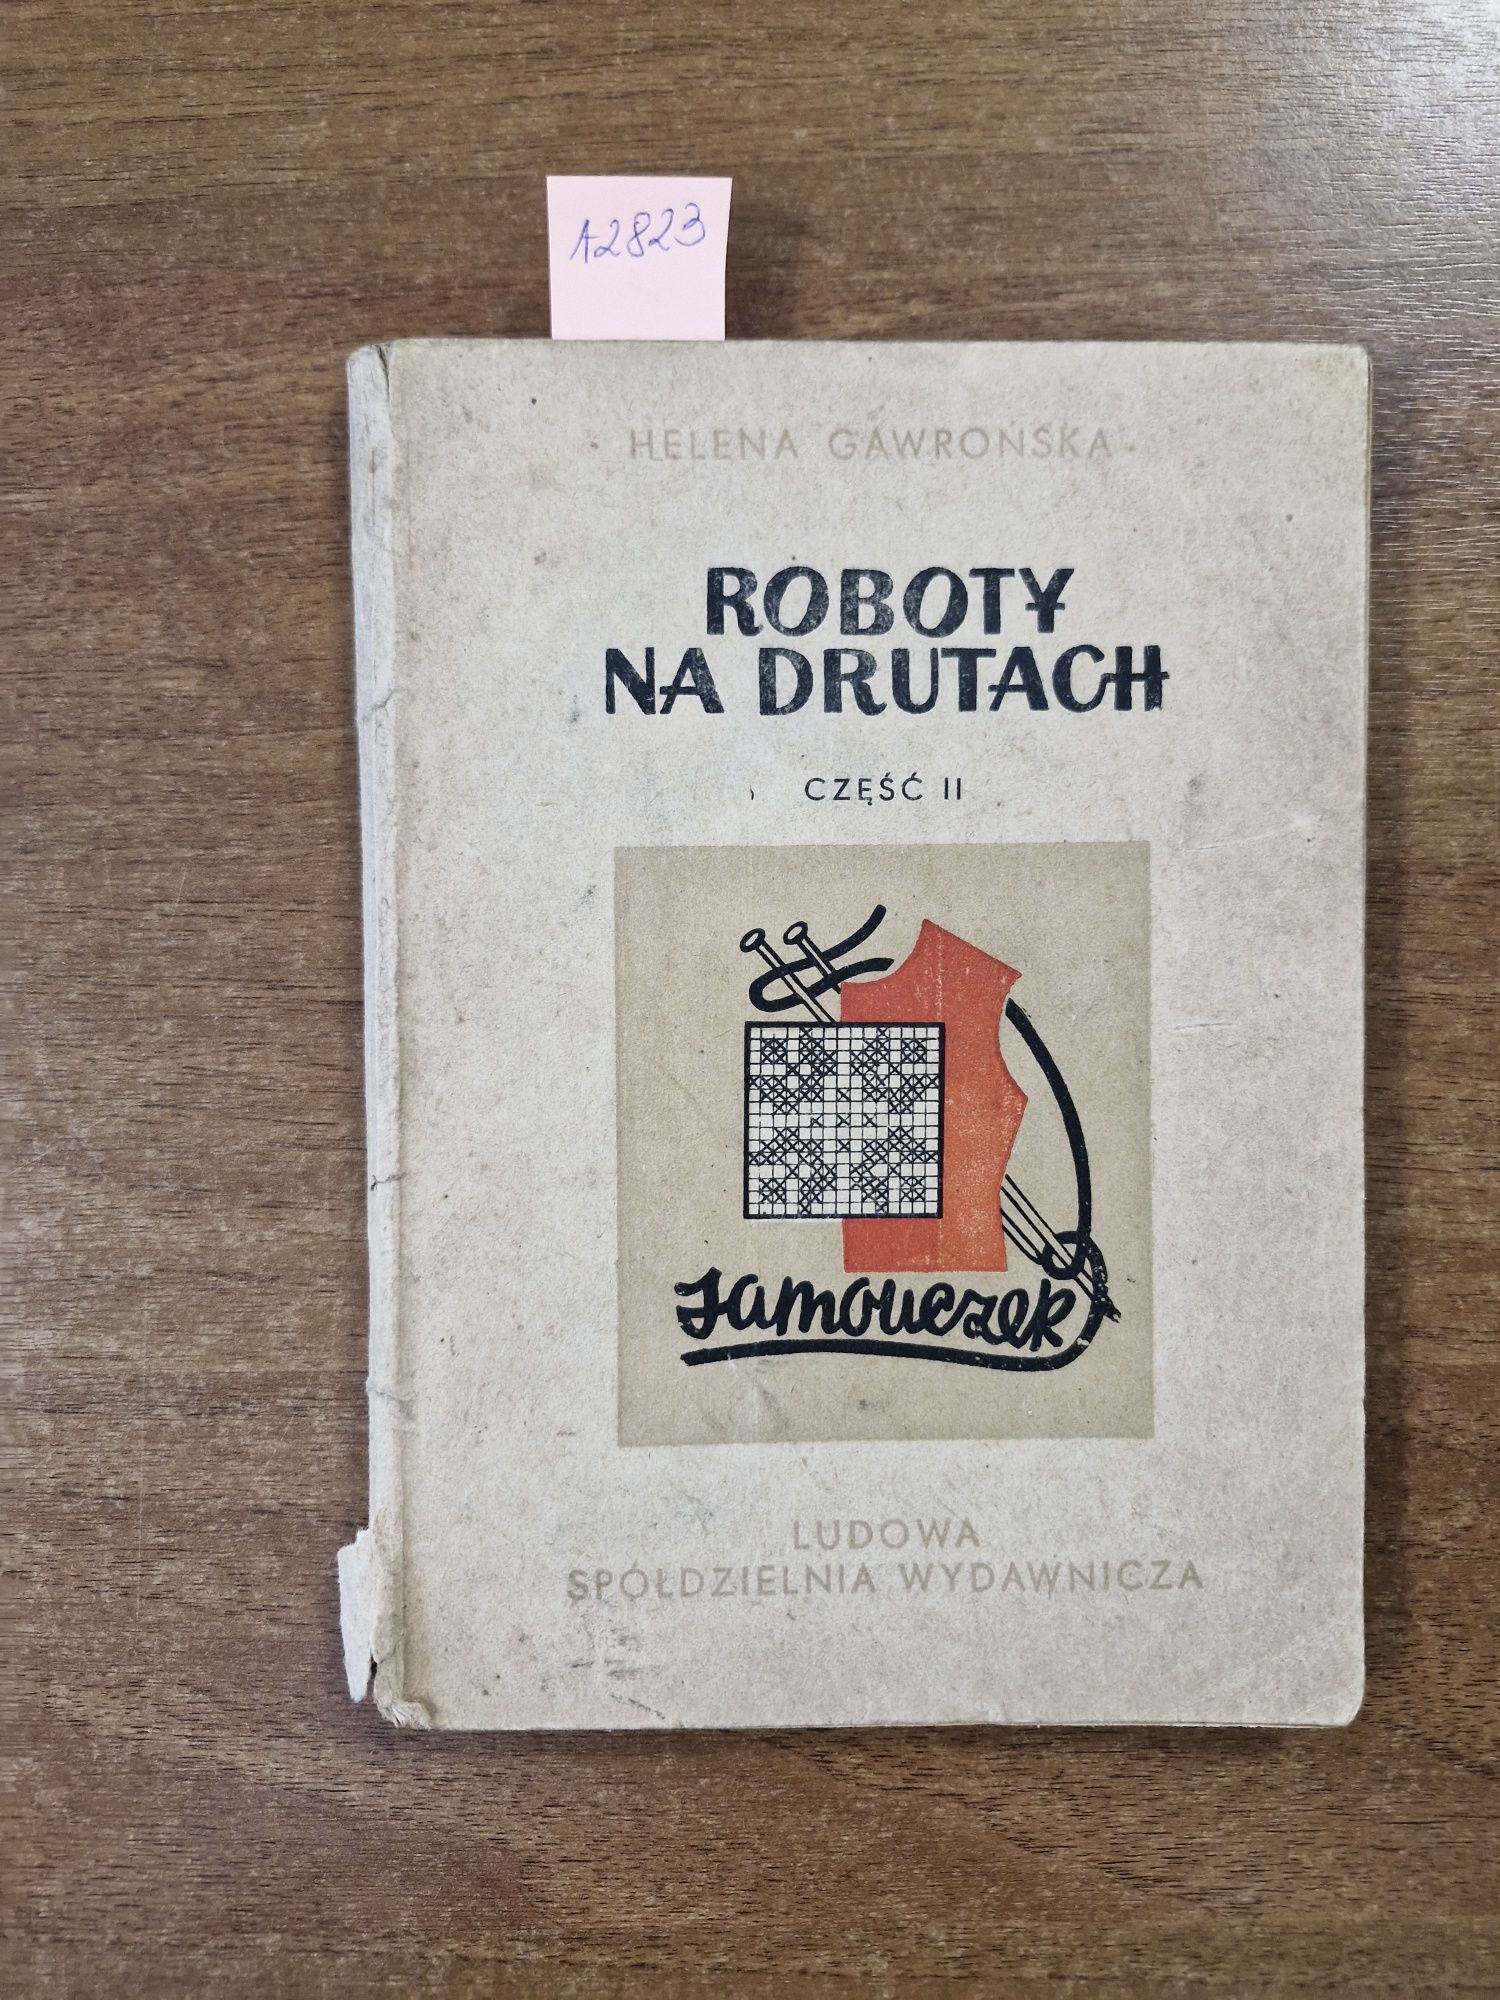 A2823
HELENA GAWROŃSKA
ROBOTY
NA DRUTACH
CZĘŚĆ II
samouczek
LUDOWA
SPÓŁDZIELNIA WYDAWNICZA